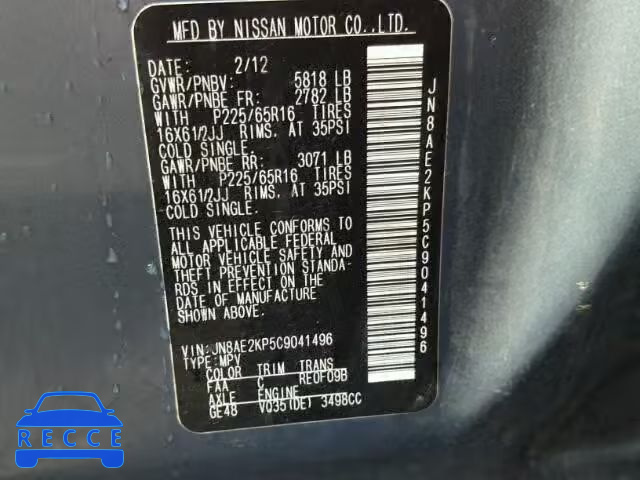 MFD BY NISSAN MOTOR CO.,LTD.
DATE: 2/12
GVWR/PNBV: 5818 LB
GAWR/PNBE FR: 2782 LB
WITH P225/65R16 TIRES
16X61/2JJ RIMS. AT 35PSI
COLD SINGLE.
GAWR/PNBE RR: 3071 LB
WITH P225/65R16 TIRES
16X61/2JJ RIMS. AT 35PSI
COLD SINGLE.
THIS VEHICLE CONFORMS TO
ALL APPLICABLE FEDERAL
MOTOR VEHICLE SAFETY AND
THEFT PREVENTION STANDA-
RDS IN EFFECT ON THE
DATE OF MANUFACTURE
SHOWN ABOVE.
VIN:JN8AE2KP5C9041496
TYPE:MPV
COLOR TRIM TRANS
FAA C RE0F09B
AXLE ENGINE
GE48 VQ35(DE) 3498CC
JN8AE2KP5C9041496
RECCE